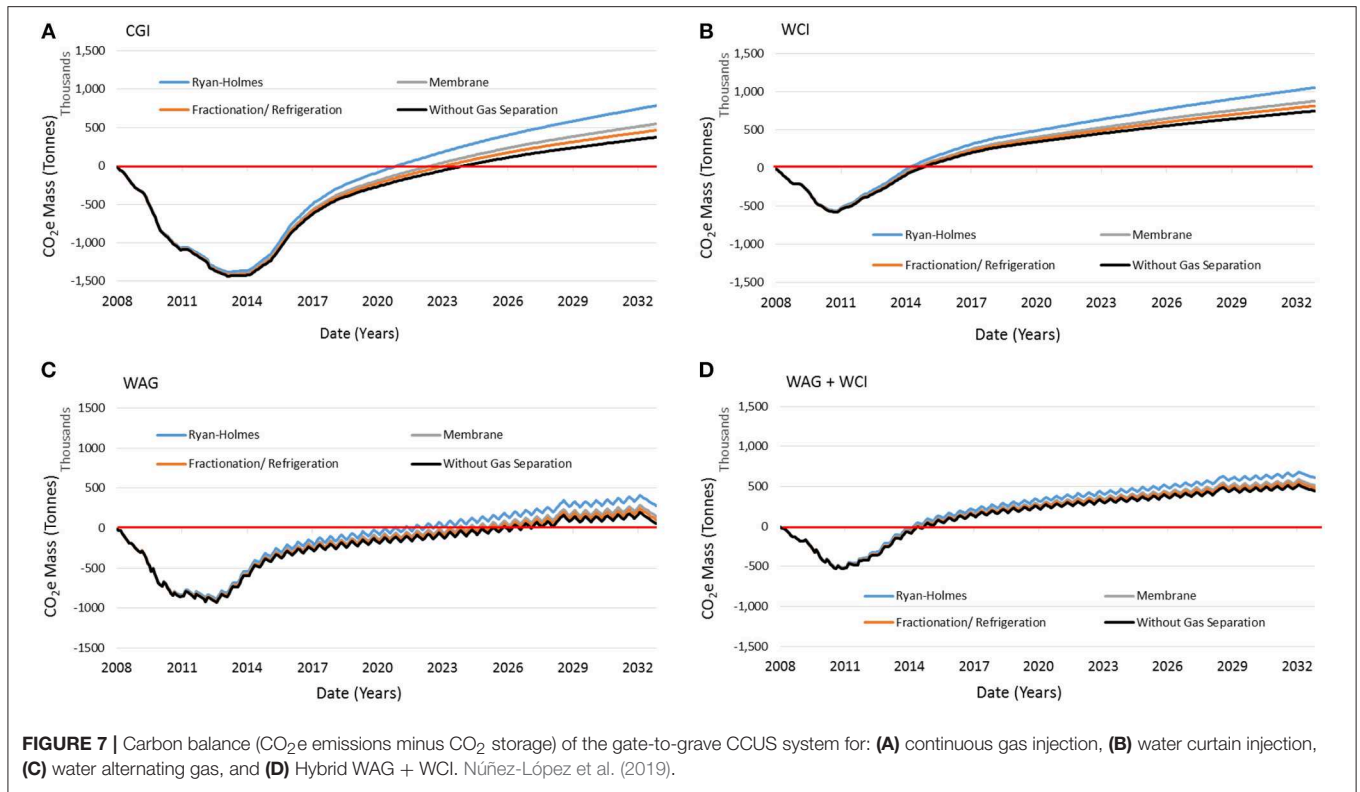 A
CGI
1,500
1,000
500
0
-500
-1,000
-1,500
Thousands
CO₂e Mass (Tonnes)
Ryan-Holmes
Membrane
Fractionation/ Refrigeration
Without Gas Separation
2008 2011 2014 2017 2020 2023 2026 2029 2032
Date (Years)
B
WCI
1,500
1,000
500
0
-500
-1,000
-1,500
Thousands
CO₂e Mass (Tonnes)
Ryan-Holmes
Membrane
Fractionation/ Refrigeration
Without Gas Separation
2008 2011 2014 2017 2020 2023 2026 2029 2032
Date (Years)
C
WAG
1500
1000
500
0
-500
-1000
-1500
Thousands
CO₂e Mass (Tonnes)
Ryan-Holmes
Membrane
Fractionation/ Refrigeration
Without Gas Separation
2008 2011 2014 2017 2020 2023 2026 2029 2032
Date (Years)
D
WAG + WCI
1,500
1,000
500
0
-500
-1,000
-1,500
Thousands
CO₂e Mass (Tonnes)
Ryan-Holmes
Membrane
Fractionation/ Refrigeration
Without Gas Separation
2008 2011 2014 2017 2020 2023 2026 2029 2032
Date (Years)
FIGURE 7 | Carbon balance (CO₂e emissions minus CO₂ storage) of the gate-to-grave CCUS system for: (A) continuous gas injection, (B) water curtain injection,
(C) water alternating gas, and (D) Hybrid WAG + WCI. Núñez-López et al. (2019).